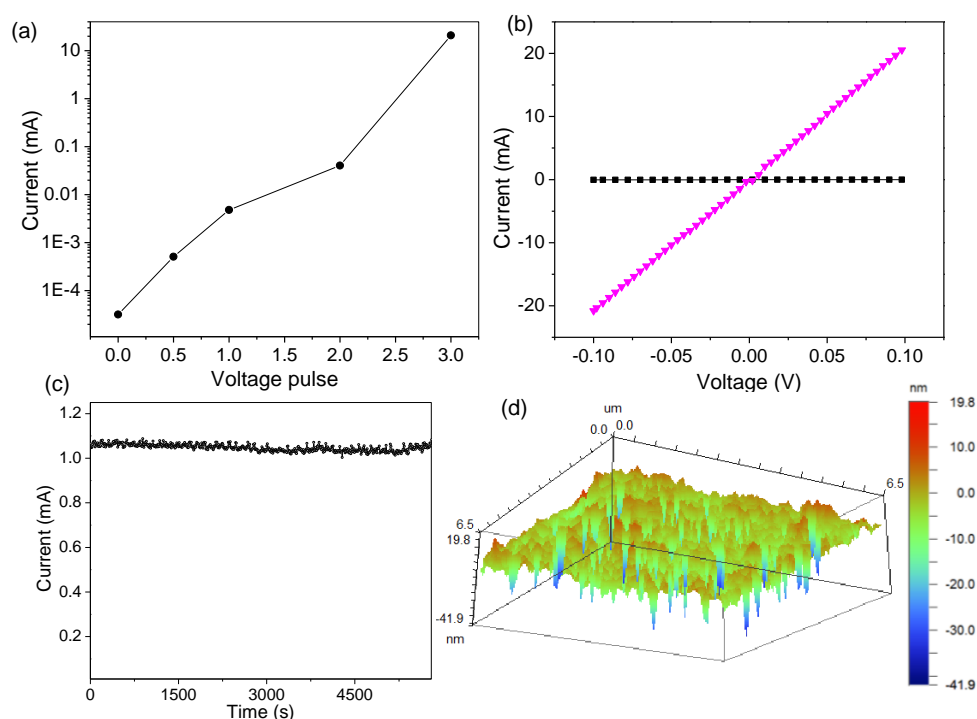 (a)
10
1
0.1
0.01
1E-3
1E-4
Current (mA)
0.0 0.5 1.0 1.5 2.0 2.5 3.0
Voltage pulse
(b)
20
10
0
-10
-20
Current (mA)
-0.10 -0.05 0.00 0.05 0.10
Voltage (V)
(c)
1.2
1.0
0.8
0.6
0.4
0.2
Current (mA)
0 1500 3000 4500
Time (s)
(d)
um
0.0 0.0
6.5
6.5
19.8
-41.9
nm
nm
19.8
10.0
0.0
-10.0
-20.0
-30.0
-41.9